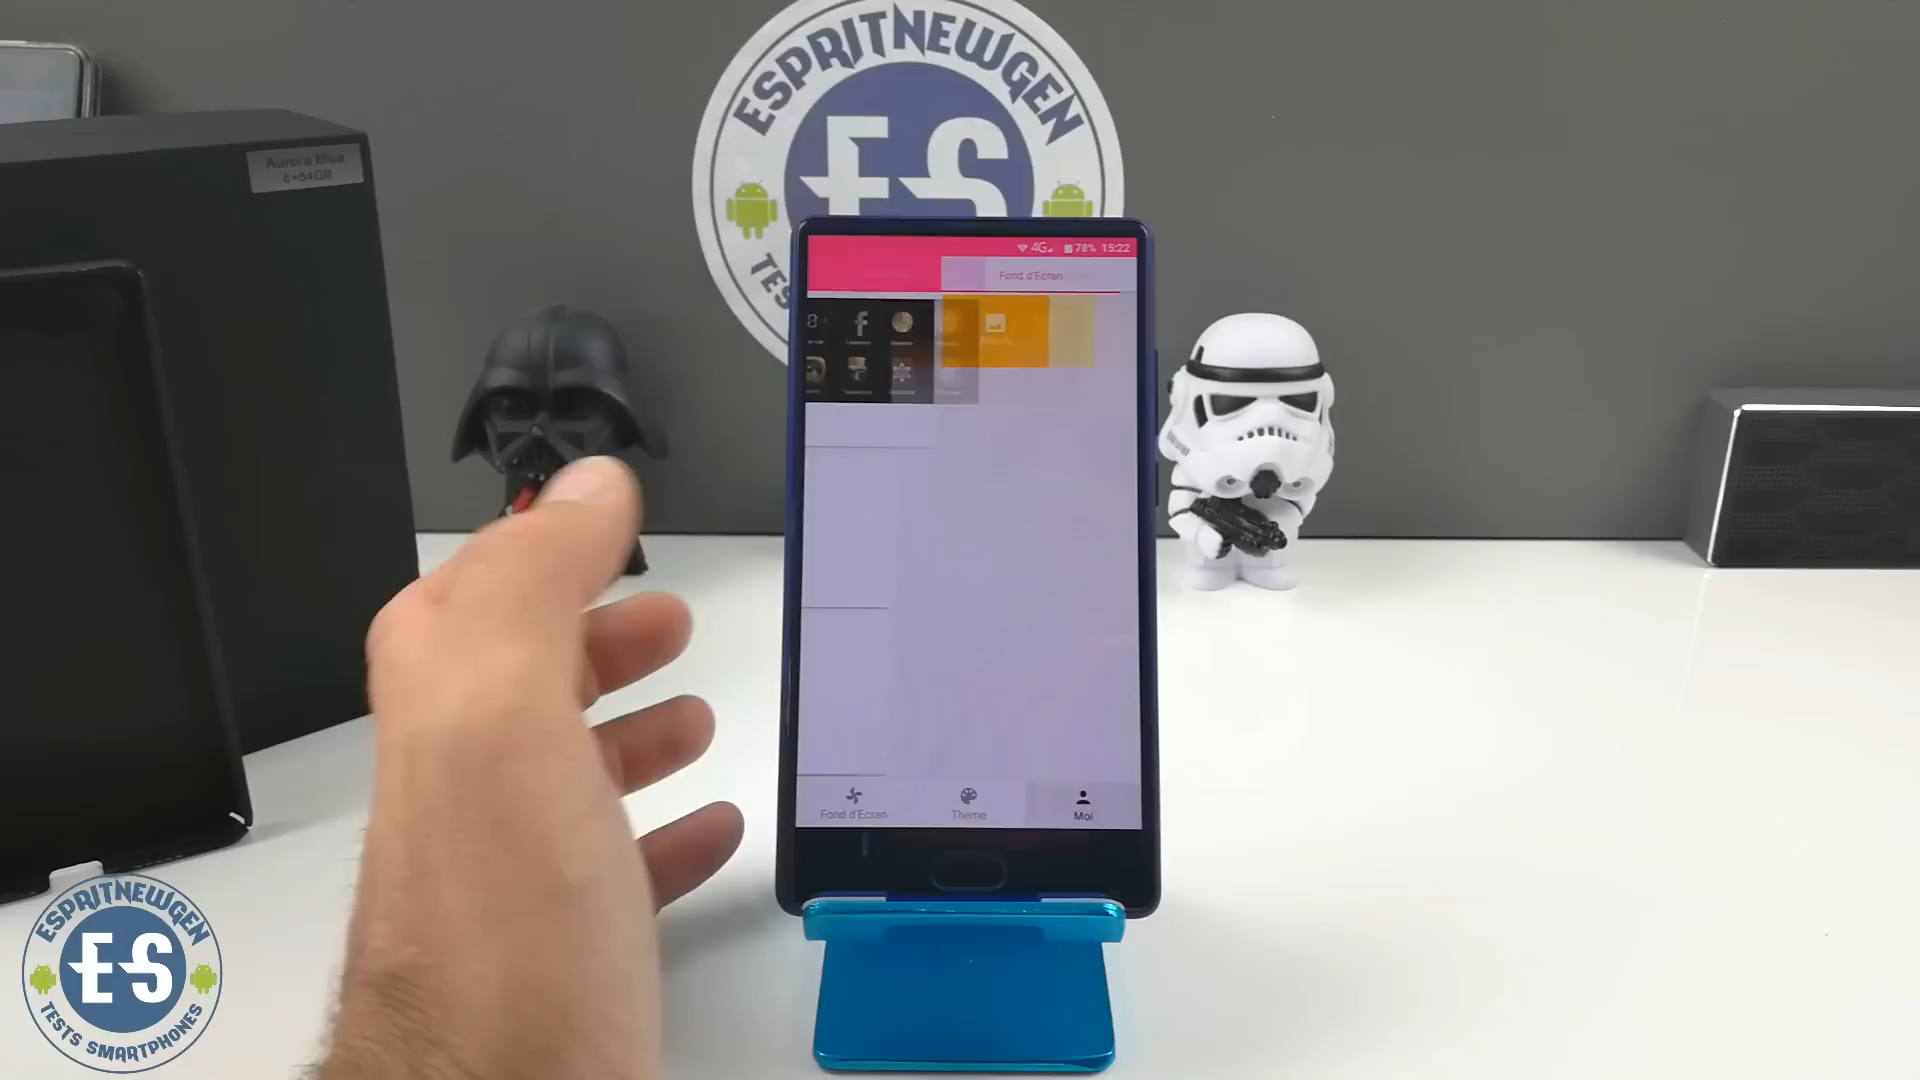 ESPRITNEWGEN
ES
Aurora Blue
6+64GB
4G 78% 15:22
Fond d'Ecran
Fond d'Ecran
Theme
Moi
ESPRITNEWGEN
ES
TESTS SMARTPHONES